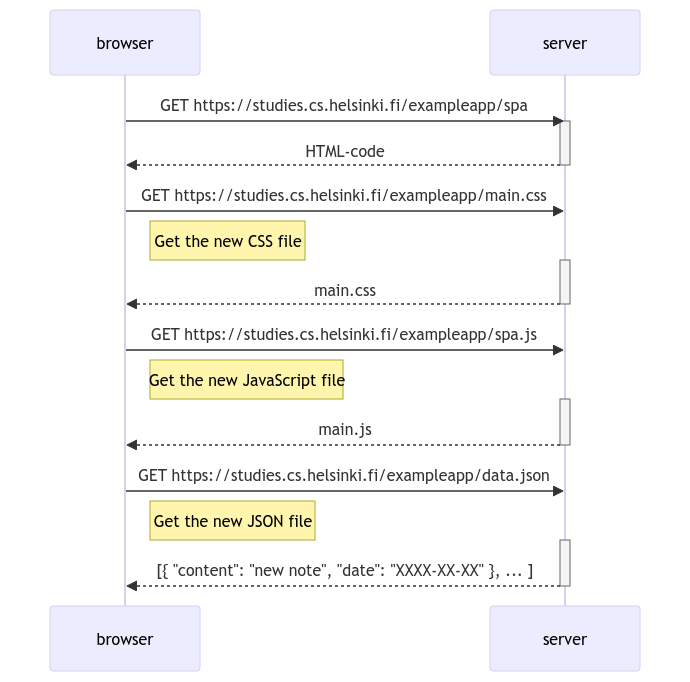 browser
server
GET https://studies.cs.helsinki.fi/exampleapp/spa
HTML-code
GET https://studies.cs.helsinki.fi/exampleapp/main.css
Get the new CSS file
main.css
GET https://studies.cs.helsinki.fi/exampleapp/spa.js
Get the new JavaScript file
main.js
GET https://studies.cs.helsinki.fi/exampleapp/data.json
Get the new JSON file
[{ "content": "new note", "date": "XXXX-XX-XX" }, ... ]
browser
server